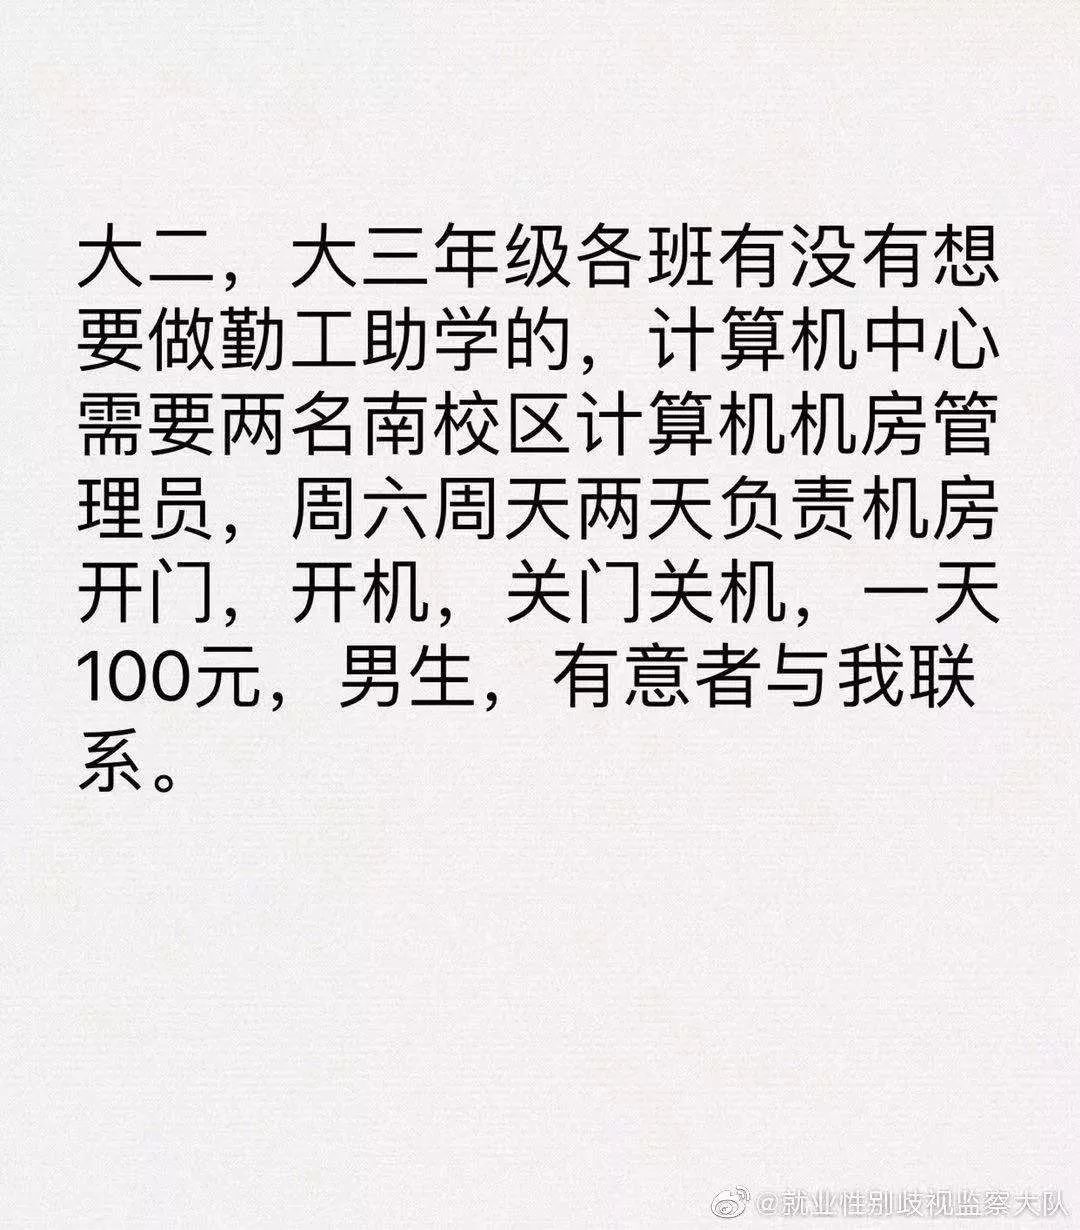 大二，大三年级各班有没有想
要做勤工助学的，计算机中心
需要两名南校区计算机机房管
理员，周六周天两天负责机房
开门，开机，关门关机，一天
100元，男生，有意者与我联
系。
@就业性别歧视监察大队